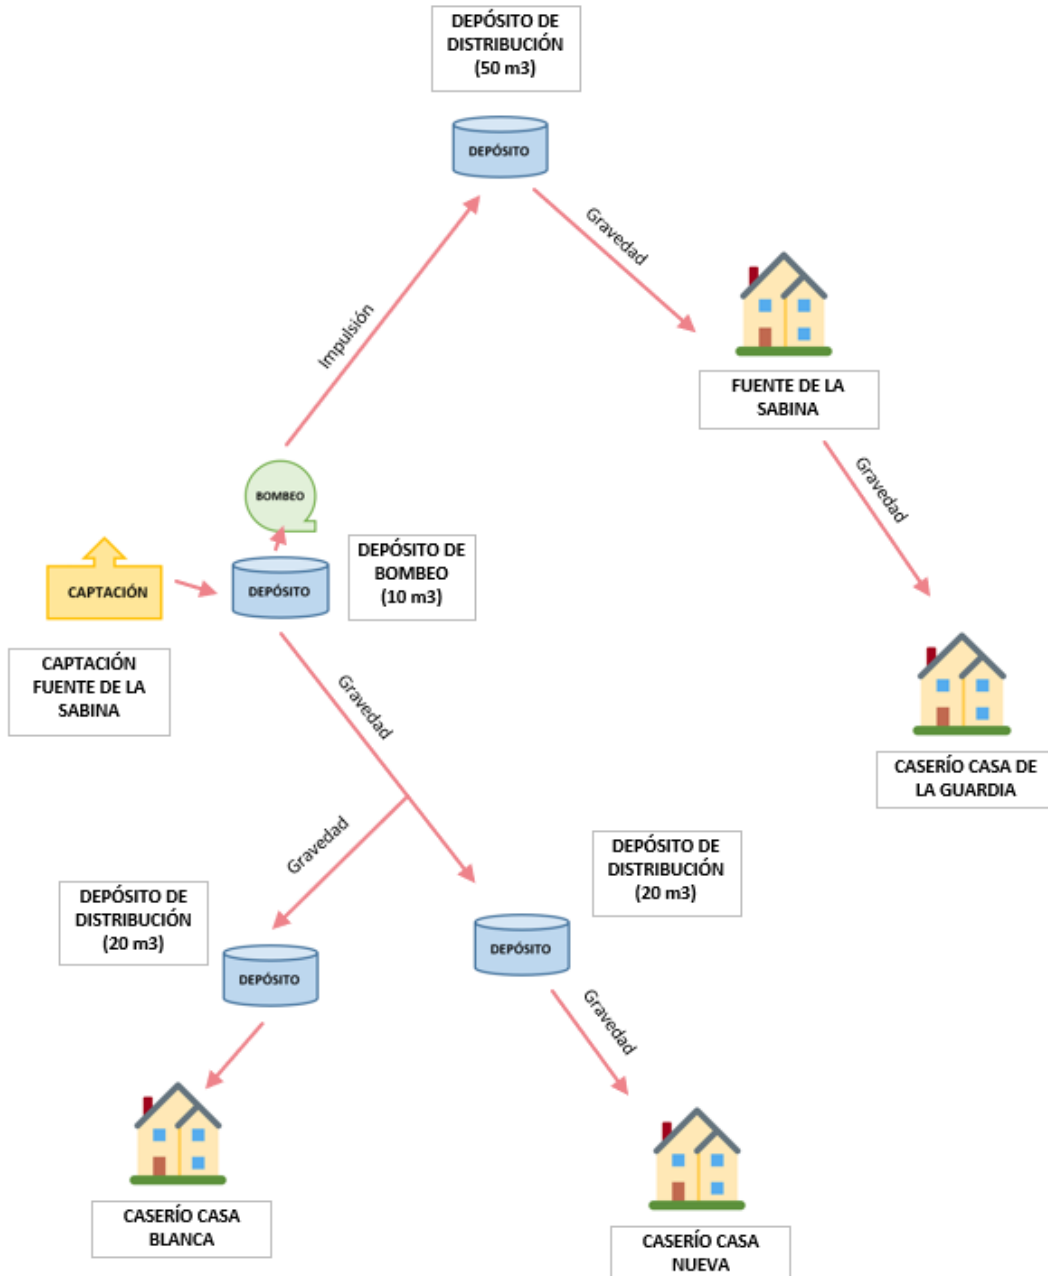 DEPÓSITO DE
DISTRIBUCIÓN
(50 m3)
DEPÓSITO
Gravedad
Impulsión
FUENTE DE LA
SABINA
Gravedad
BOMBEO
DEPÓSITO DE
BOMBEO
(10 m3)
CAPTACIÓN
DEPÓSITO
CAPTACIÓN
FUENTE DE LA
SABINA
Gravedad
CASERÍO CASA DE
LA GUARDIA
Gravedad
DEPÓSITO DE
DISTRIBUCIÓN
(20 m3)
DEPÓSITO DE
DISTRIBUCIÓN
(20 m3)
DEPÓSITO
DEPÓSITO
Gravedad
CASERÍO CASA
BLANCA
CASERÍO CASA
NUEVA